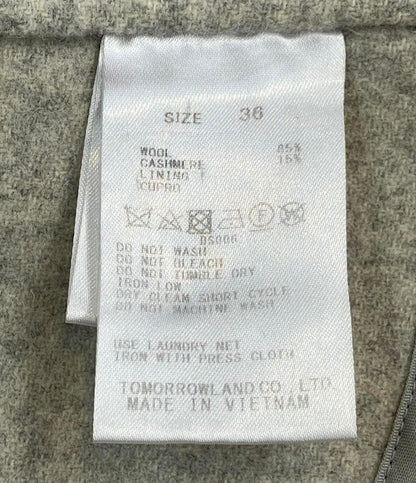 SIZE 36
WOOL 85%
CASHMERE 15%
LINING
CUPRO
DS006
DO NOT WASH
DO NOT BLEACH
DO NOT TUMBLE DRY
IRON LOW
DRY CLEAN SHORT CYCLE
DO NOT MACHINE WASH
USE LAUNDRY NET
IRON WITH PRESS CLOTH
TOMORROWLAND CO., LTD.
MADE IN VIETNAM